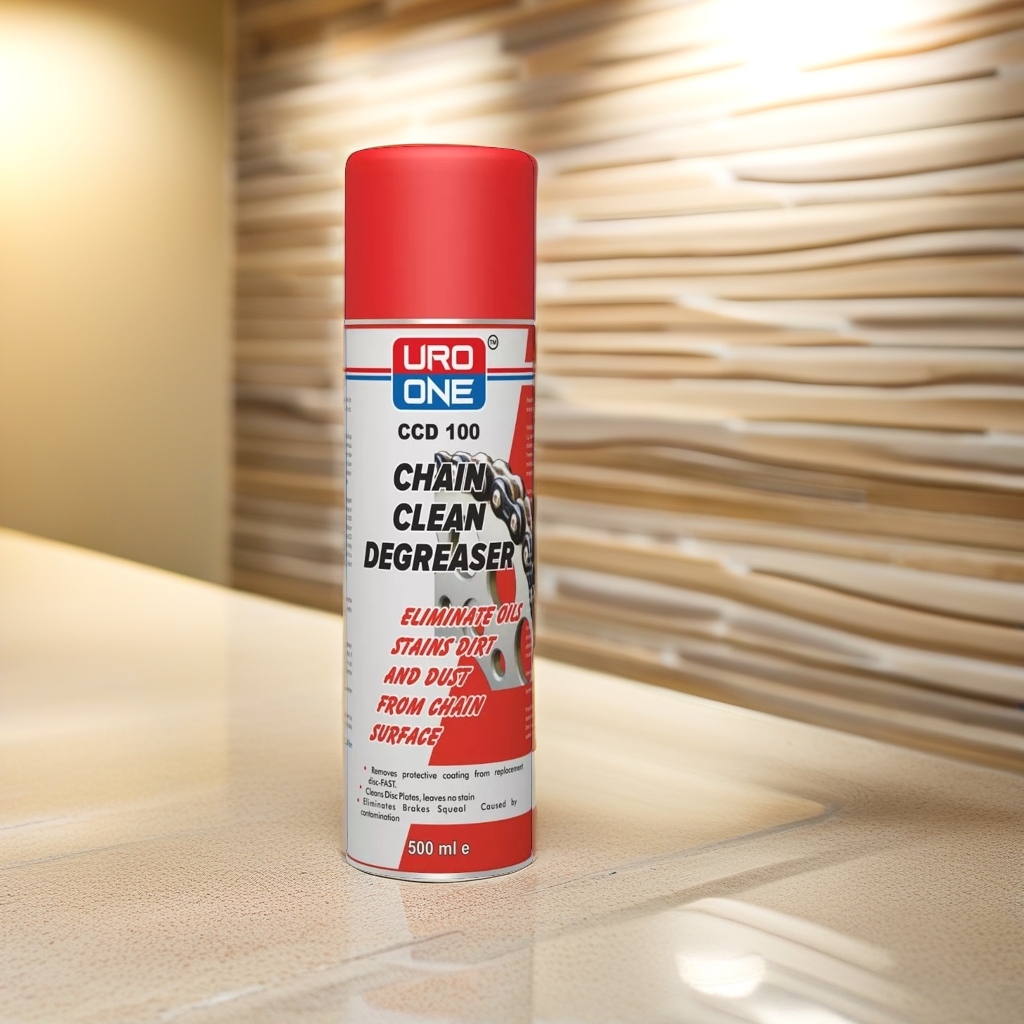 URO
ONE
TM
CCD 100
CHAIN
CLEAN
DEGREASER
ELIMINATE OILS
STAINS DIRT
AND DUST
FROM CHAIN
SURFACE
• Removes protective coating from replacement
disc-FAST.
• Cleans Disc Plates, leaves no stain
• Eliminates Brakes Squeal Caused by
contamination
500 ml e